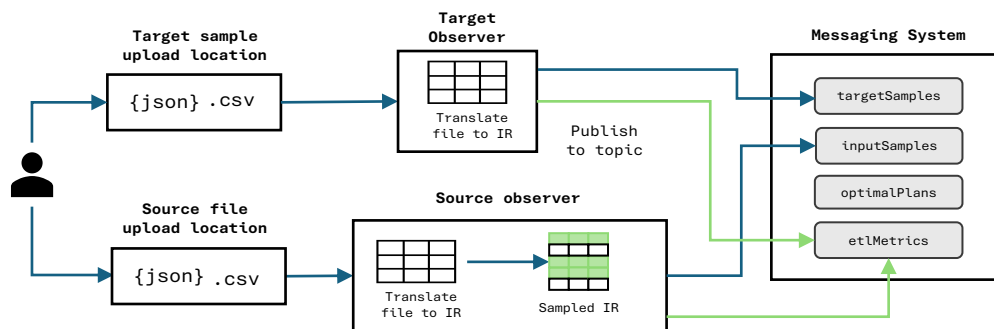 Target sample
upload location
{json} .csv
Target
Observer
Translate
file to IR
Publish
to topic
Messaging System
targetSamples
inputSamples
optimalPlans
etlMetrics
Source file
upload location
{json} .csv
Source observer
Translate
file to IR
Sampled IR